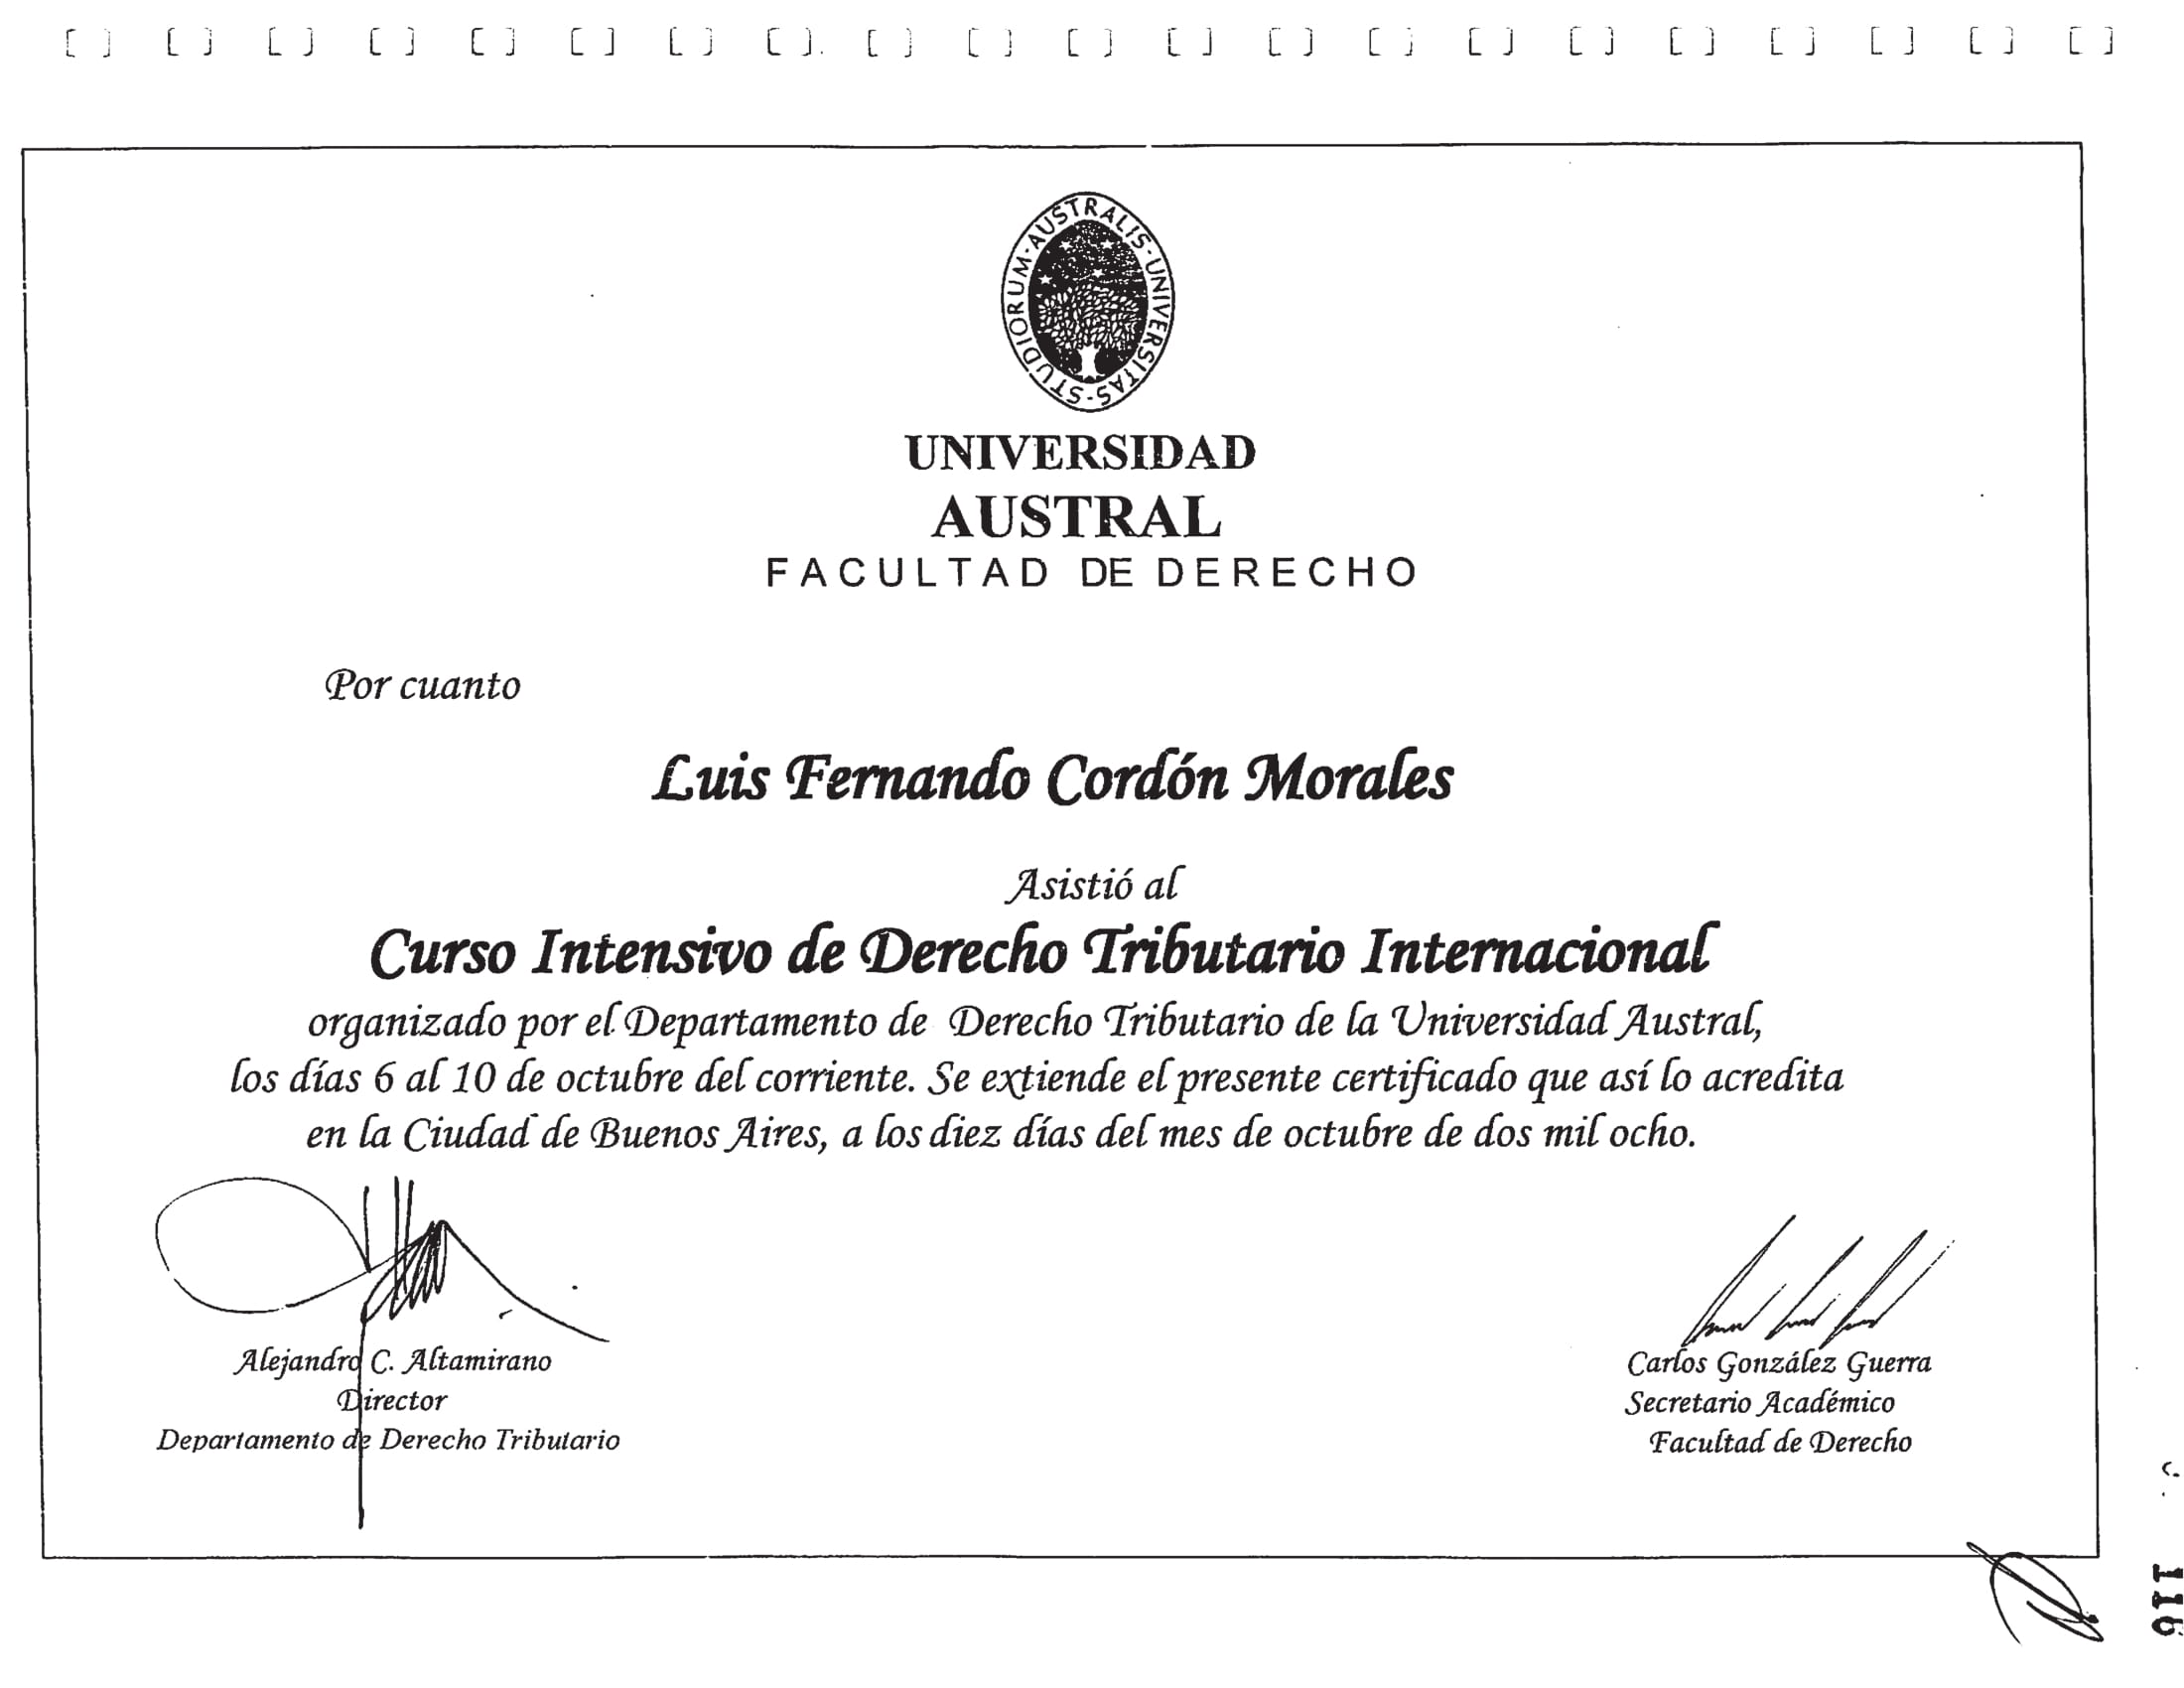 STUDIORUM·AUSTRALIS·UNIVERSITAS·
UNIVERSIDAD
AUSTRAL
FACULTAD DE DERECHO
Por cuanto
Luis Fernando Cordón Morales
Asistió al
Curso Intensivo de Derecho Tributario Internacional
organizado por el Departamento de Derecho Tributario de la Universidad Austral,
los días 6 al 10 de octubre del corriente. Se extiende el presente certificado que así lo acredita
en la Ciudad de Buenos Aires, a los diez días del mes de octubre de dos mil ocho.
Alejandro C. Altamirano
Director
Departamento de Derecho Tributario
Carlos González Guerra
Secretario Académico
Facultad de Derecho
116